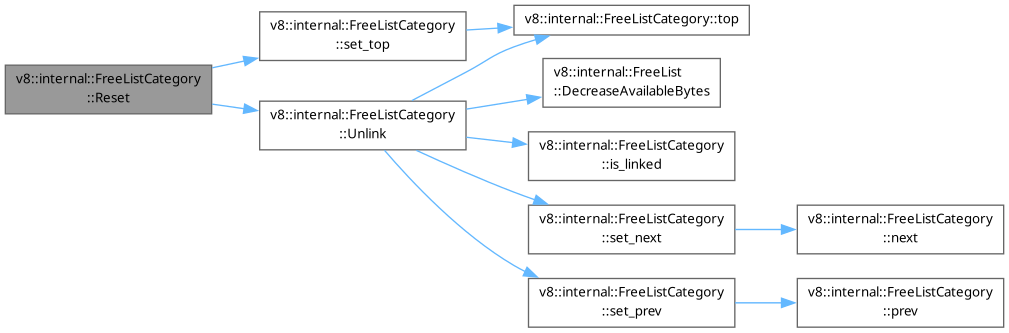 v8::internal::FreeListCategory
::Reset
v8::internal::FreeListCategory
::set_top
v8::internal::FreeListCategory
::Unlink
v8::internal::FreeListCategory::top
v8::internal::FreeList
::DecreaseAvailableBytes
v8::internal::FreeListCategory
::is_linked
v8::internal::FreeListCategory
::set_next
v8::internal::FreeListCategory
::set_prev
v8::internal::FreeListCategory
::next
v8::internal::FreeListCategory
::prev